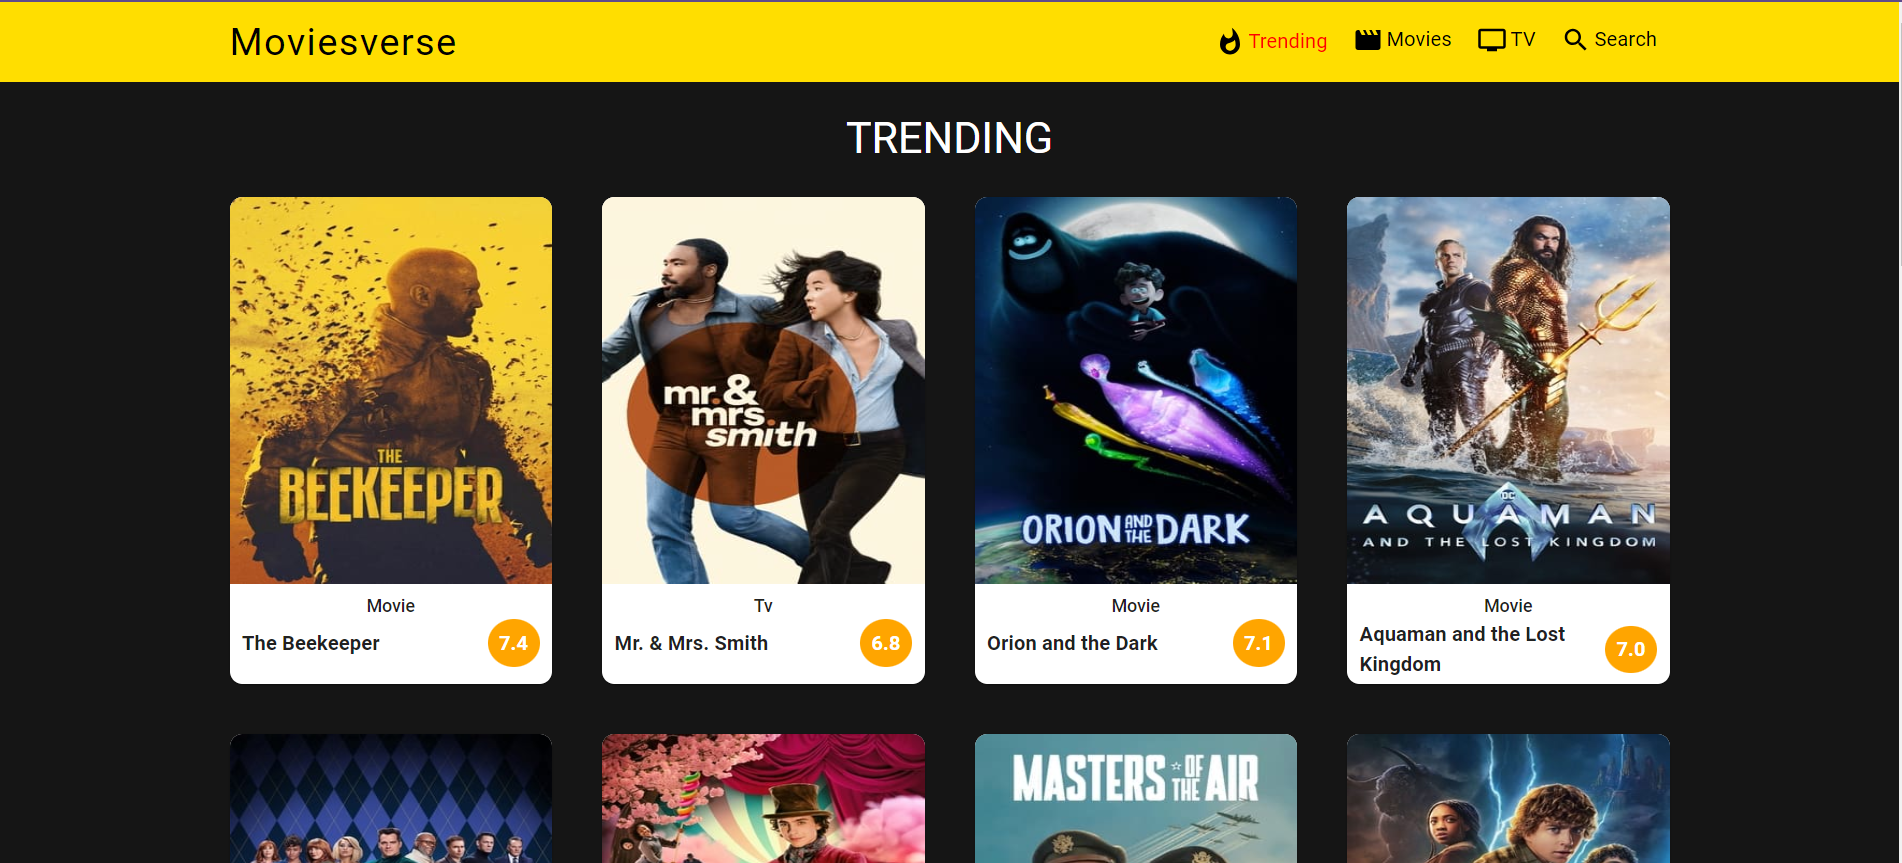 Moviesverse
Trending
Movies
TV
Search
TRENDING
THE
BEEKEEPER
mr. &
mrs.
smith
ORION AND THE DARK
DC
AQUAMAN
AND THE LOST KINGDOM
Movie
The Beekeeper
7.4
Tv
Mr. & Mrs. Smith
6.8
Movie
Orion and the Dark
7.1
Movie
Aquaman and the Lost
Kingdom
7.0
MASTERS OF THE AIR